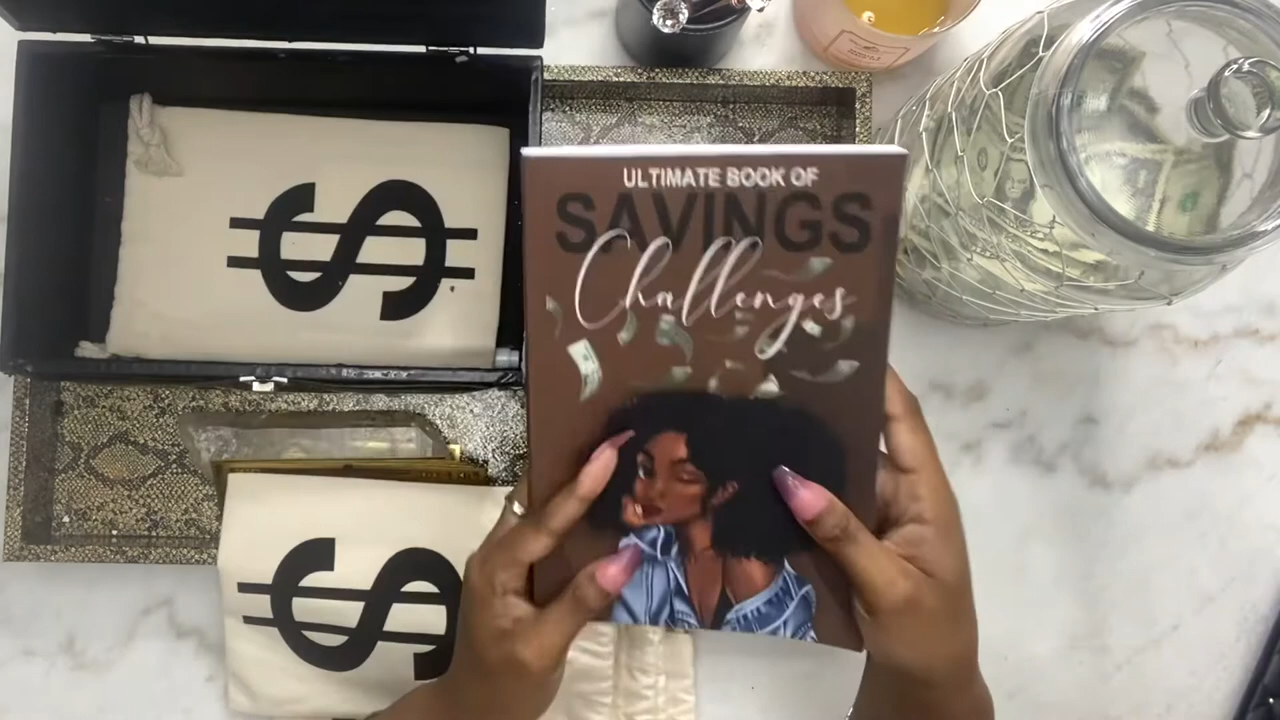 ULTIMATE BOOK OF
SAVINGS
Challenges
$
$